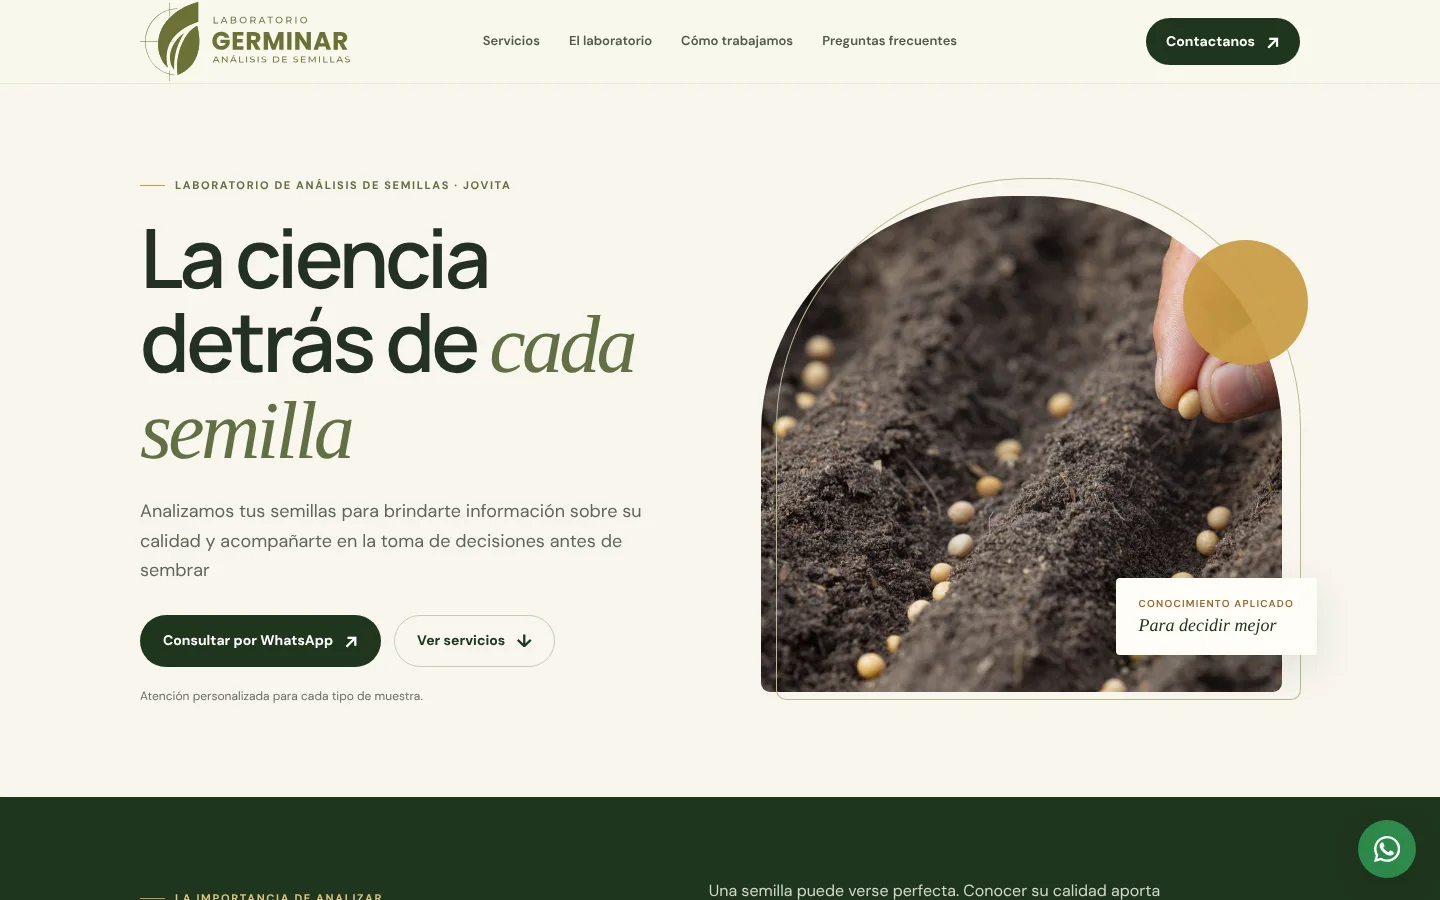 LABORATORIO
GERMINAR
ANÁLISIS DE SEMILLAS
Servicios
El laboratorio
Cómo trabajamos
Preguntas frecuentes
Contactanos
LABORATORIO DE ANÁLISIS DE SEMILLAS · JOVITA
La ciencia
detrás de cada
semilla
Analizamos tus semillas para brindarte información sobre su
calidad y acompañarte en la toma de decisiones antes de
sembrar
Consultar por WhatsApp
Ver servicios
Atención personalizada para cada tipo de muestra.
CONOCIMIENTO APLICADO
Para decidir mejor
LA IMPORTANCIA DE ANALIZAR
Una semilla puede verse perfecta. Conocer su calidad aporta